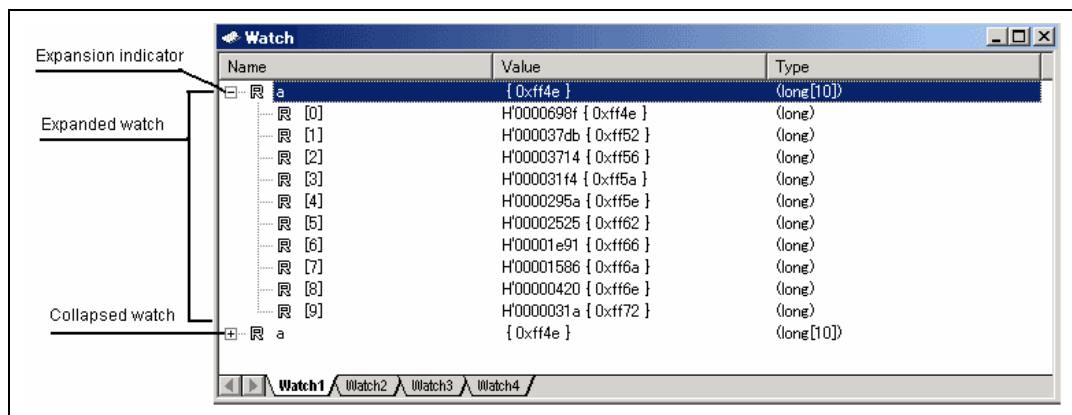 Watch
Expansion indicator
Name Value Type
a { 0xff4e } (long[10])
R [0] H'0000698f { 0xff4e } (long)
Expanded watch
R [1] H'000037db { 0xff52 } (long)
R [2] H'00003714 { 0xff56 } (long)
R [3] H'000031f4 { 0xff5a } (long)
R [4] H'0000295a { 0xff5e } (long)
R [5] H'00002525 { 0xff62 } (long)
R [6] H'00001e91 { 0xff66 } (long)
R [7] H'00001586 { 0xff6a } (long)
R [8] H'00000420 { 0xff6e } (long)
R [9] H'0000031a { 0xff72 } (long)
Collapsed watch
R a { 0xff4e } (long[10])
Watch1 Watch2 Watch3 Watch4